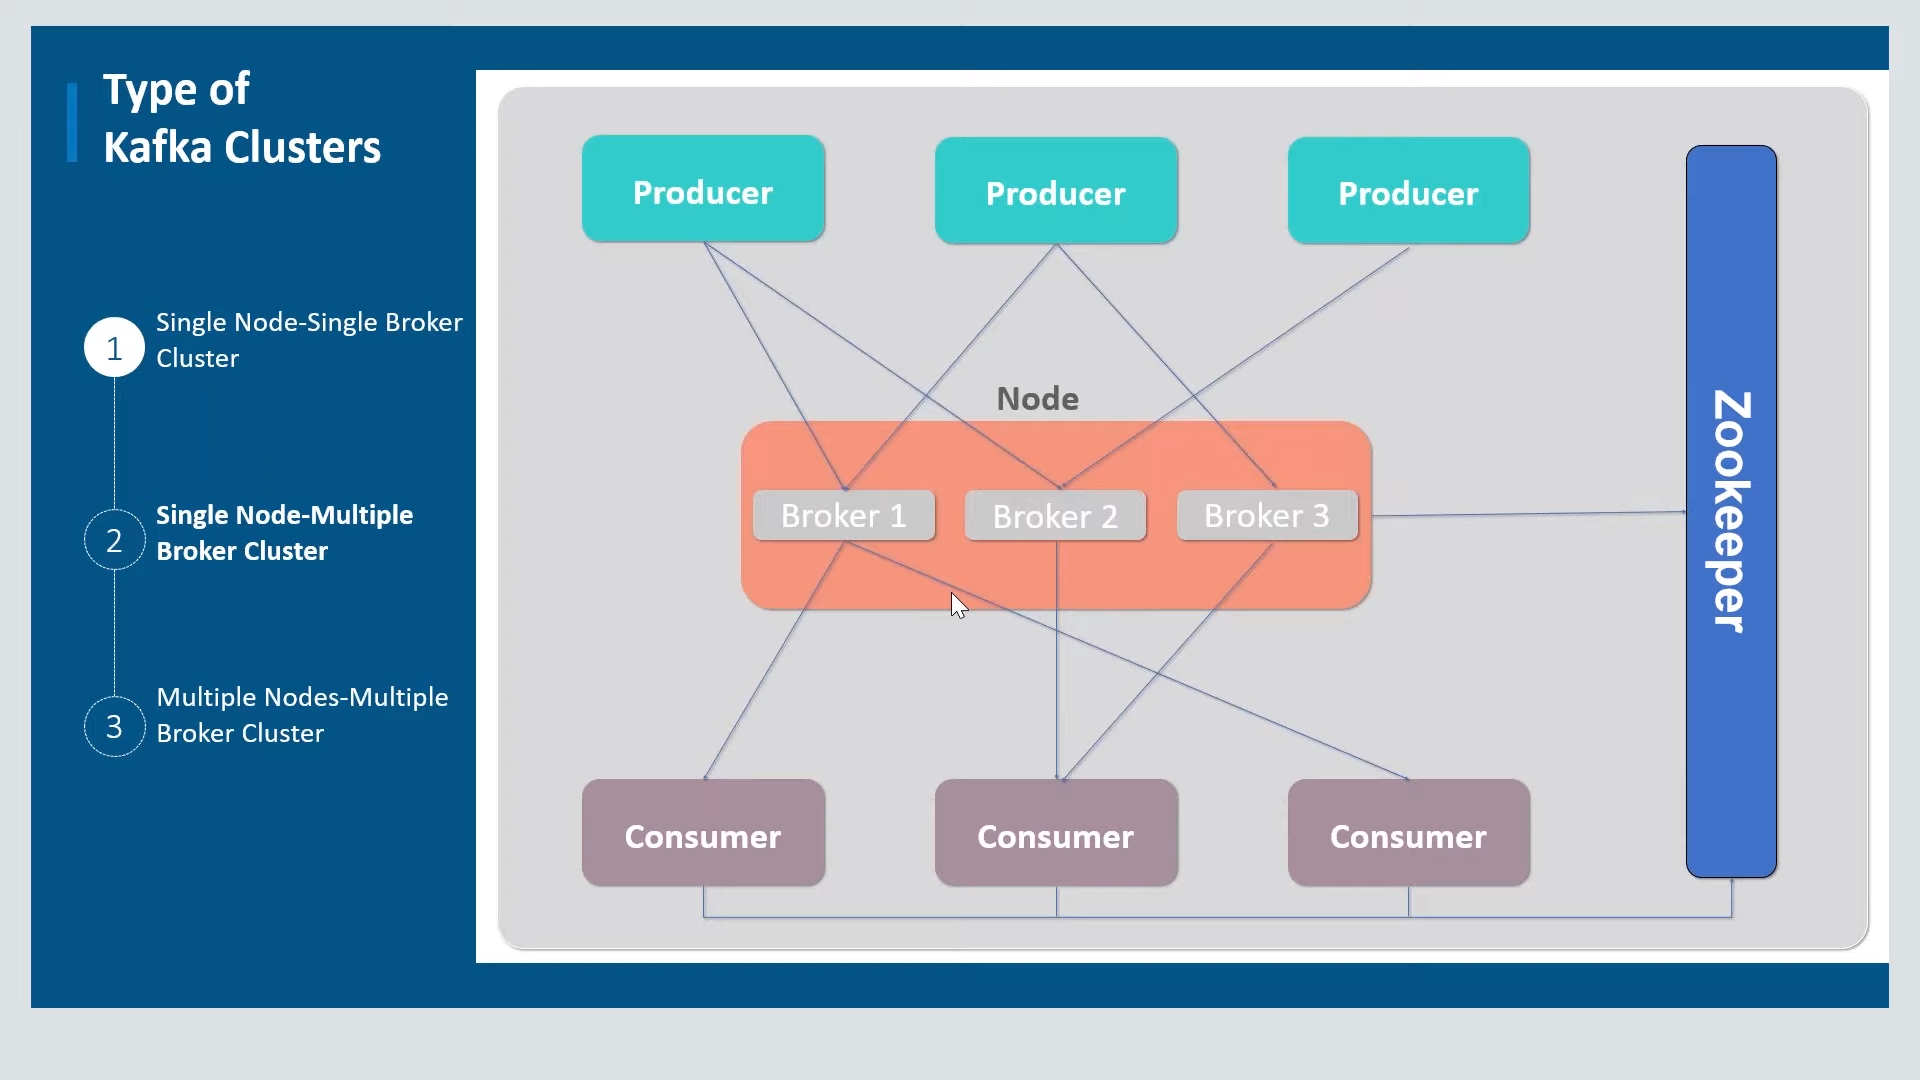 Type of
Kafka Clusters
1
Single Node-Single Broker
Cluster
2
Single Node-Multiple
Broker Cluster
3
Multiple Nodes-Multiple
Broker Cluster
Producer
Producer
Producer
Node
Broker 1
Broker 2
Broker 3
Consumer
Consumer
Consumer
Zookeeper